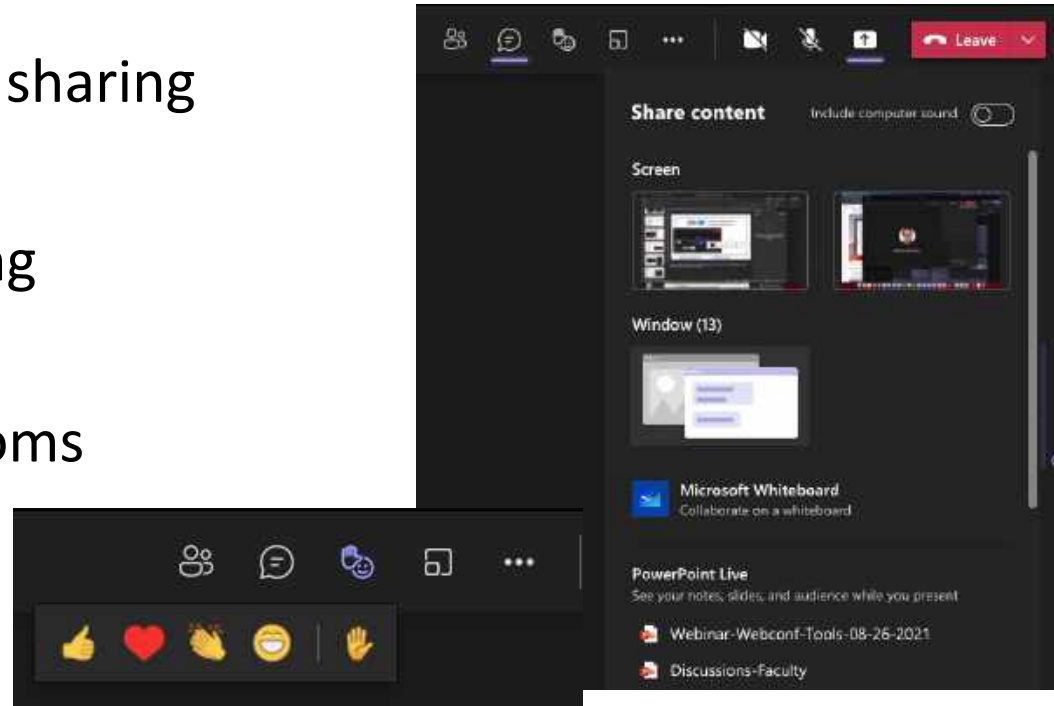 sharing
ng
oms
Leave
Share content
Include computer sound
Screen
Window (13)
Microsoft Whiteboard
Collaborate on a whiteboard
PowerPoint Live
See your notes, slides, and audience while you present
Webinar-Webconf-Tools-08-26-2021
Discussions-Faculty